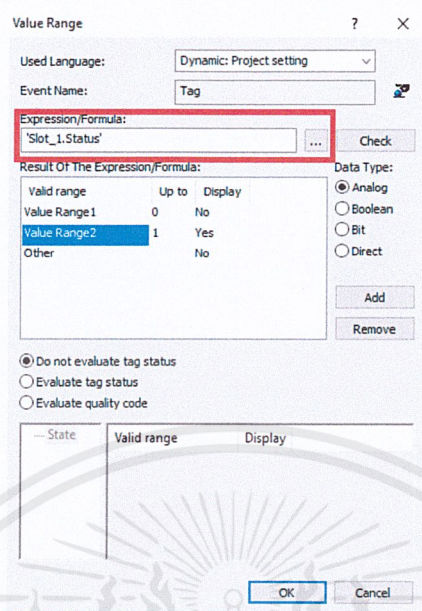 Value Range ? ×
Used Language: Dynamic: Project setting
Event Name: Tag
Expression/Formula:
'Slot_1.Status' ... Check
Result Of The Expression/Formula: Data Type:
Valid range Up to Display Analog
Value Range1 0 No Boolean
Value Range2 1 Yes Bit
Other No Direct
Add
Remove
Do not evaluate tag status
Evaluate tag status
Evaluate quality code
State Valid range Display
OK Cancel